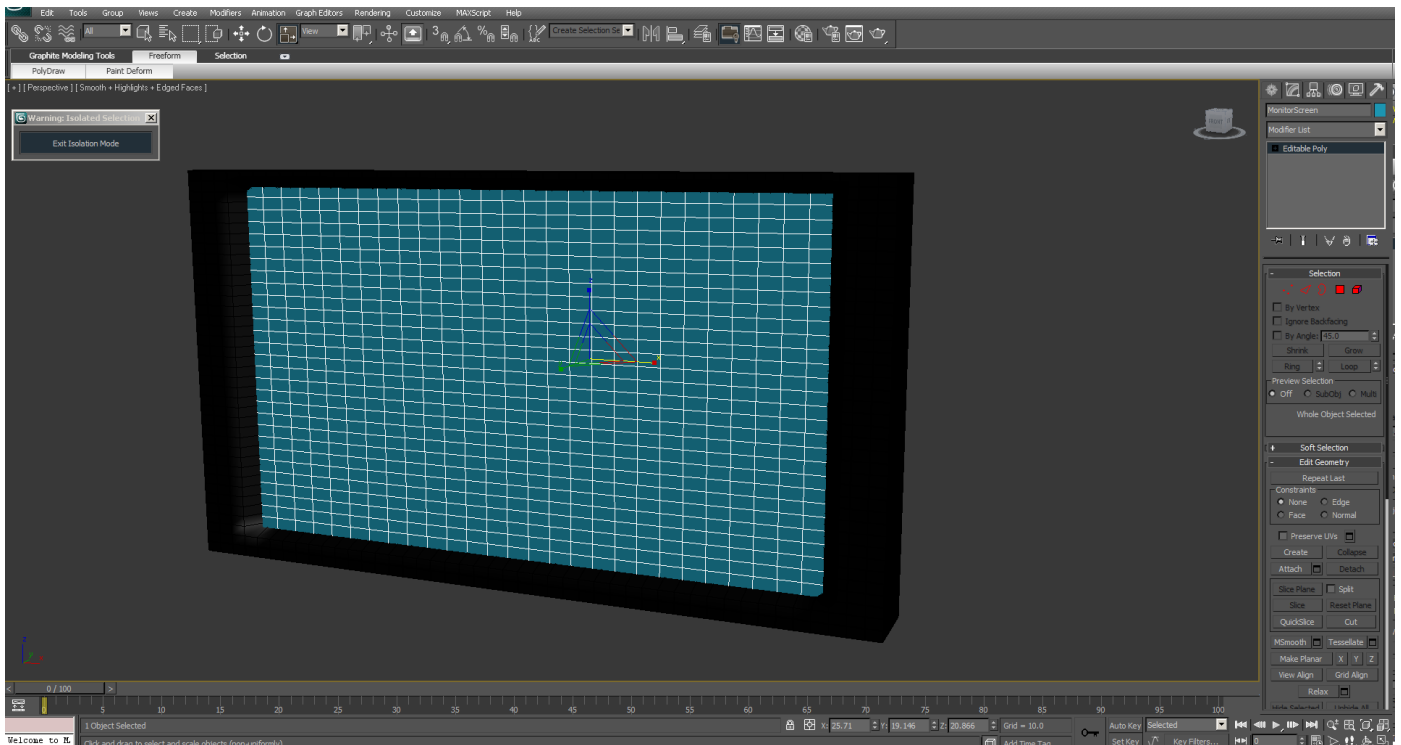 Edit Tools Group Views Create Modifiers Animation Graph Editors Rendering Customize MAXScript Help
All View Create Selection Se
Graphite Modeling Tools Freeform Selection
PolyDraw Paint Deform
[ + ] [ Perspective ] [ Smooth + Highlights + Edged Faces ]
Warning: Isolated Selection
Exit Isolation Mode
MonitorScreen
Modifier List
Editable Poly
Selection
By Vertex
Ignore Backfacing
By Angle: 45.0
Shrink Grow
Ring Loop
Preview Selection
Off SubObj Multi
Whole Object Selected
Soft Selection
Edit Geometry
Repeat Last
Constraints
None Edge
Face Normal
Preserve UVs
Create Collapse
Attach Detach
Slice Plane Split
Slice Reset Plane
QuickSlice Cut
MSmooth Tessellate
Make Planar X Y Z
View Align Grid Align
Relax
Hide Selected Unhide All
z
< 0 / 100 >
0 5 10 15 20 25 30 35 40 45 50 55 60 65 70 75 80 85 90 95 100
1 Object Selected X: 25.71 Y: 19.146 Z: 20.866 Grid = 10.0 Auto Key Selected
Welcome to M Click and drag to select and scale objects (non-uniformly) Add Time Tag Set Key Key Filters... 0